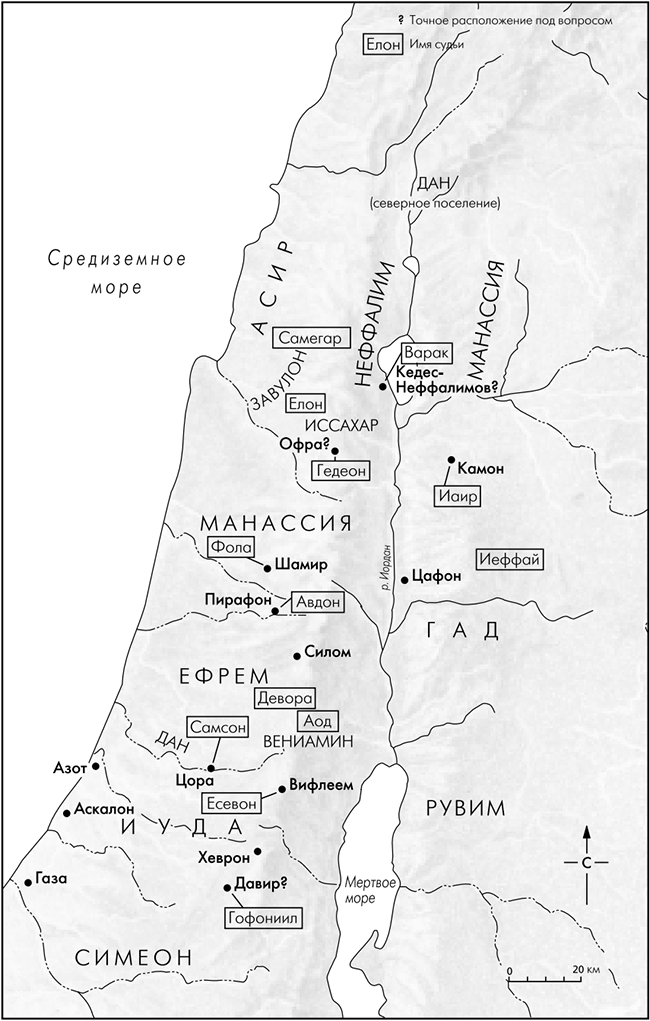 ? Точное расположение под вопросом
Елон Имя судьи
ДАН
(северное поселение)
Средиземное
море
АСИР
НЕФФАЛИМ
МАНАССИЯ
Самегар
Варак
Кедес-
Неффалимов?
ЗАВУЛОН
Елон
ИССАХАР
Офра?
Гедеон
Камон
Иаир
МАНАССИЯ
Фола
Шамир
р. Иордан
Иеффай
Цафон
Пирафон
Авдон
ГАД
Силом
ЕФРЕМ
Девора
Аод
Самсон
ДАН
ВЕНИАМИН
Азот
Цора
Вифлеем
Есевон
РУВИМ
Аскалон
ИУДА
Хеврон
С
Газа
Давир?
Мертвое
море
Гофониил
СИМЕОН
0 20 км